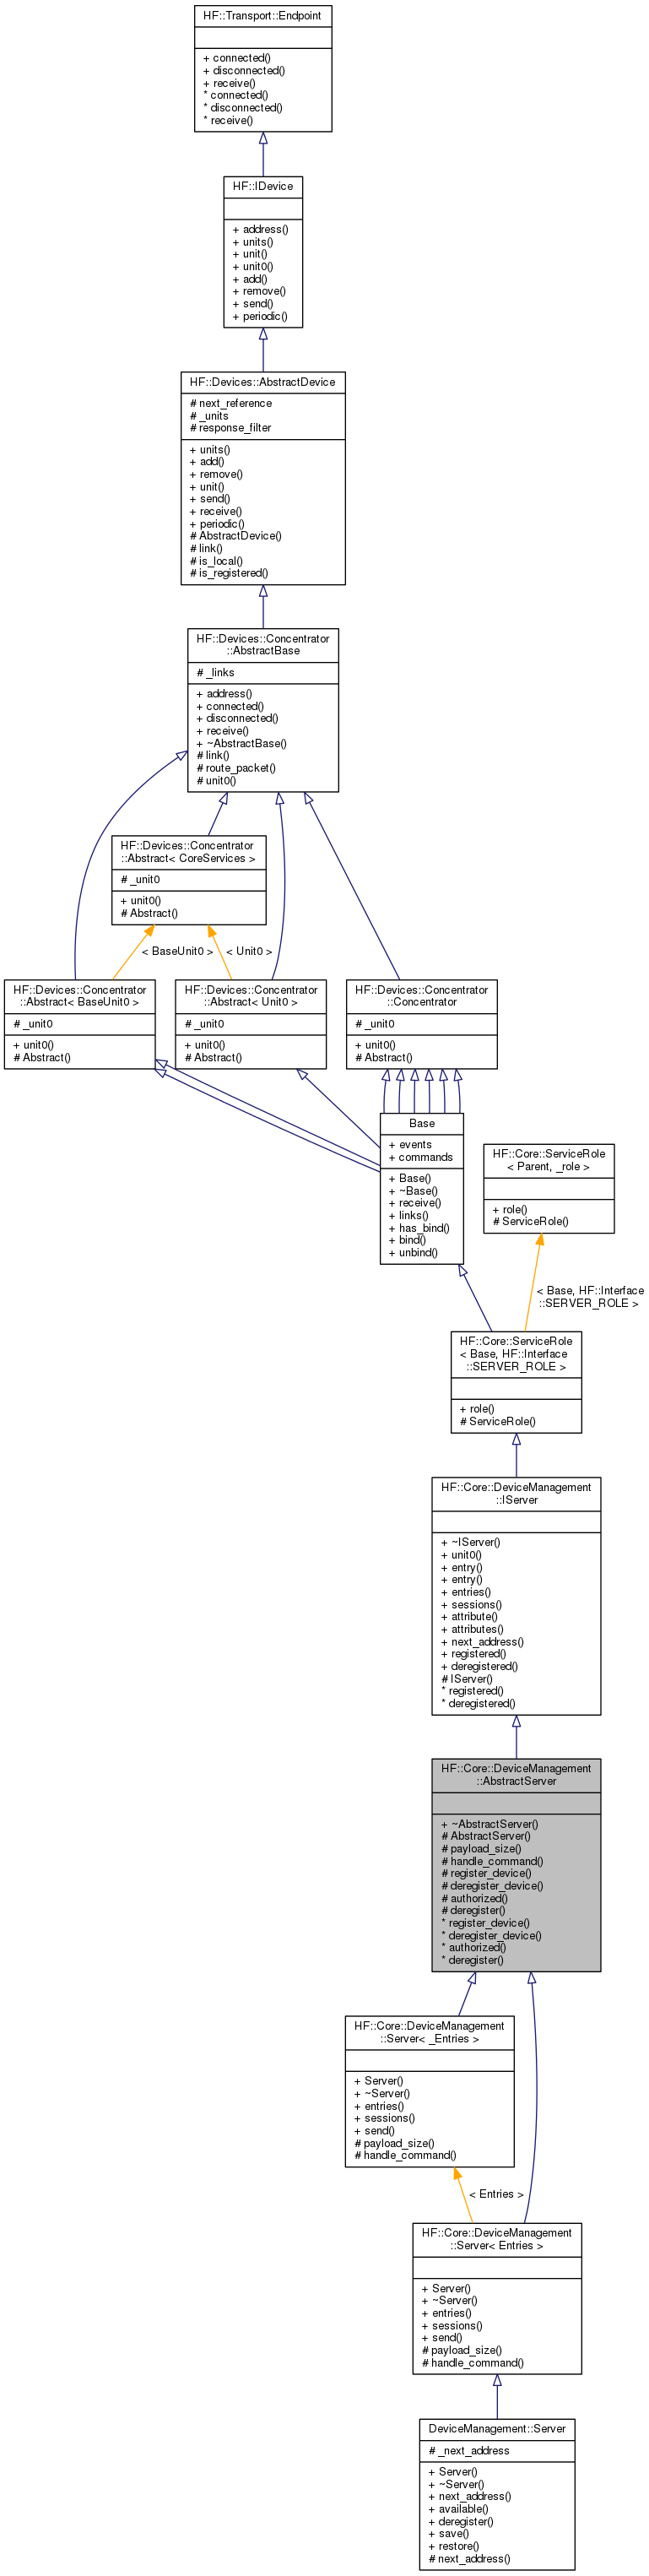 HF::Transport::Endpoint
+ connected()
+ disconnected()
+ receive()
* connected()
* disconnected()
* receive()
HF::IDevice
+ address()
+ units()
+ unit()
+ unit0()
+ add()
+ remove()
+ send()
+ periodic()
HF::Devices::AbstractDevice
# next_reference
# _units
# response_filter
+ units()
+ add()
+ remove()
+ unit()
+ send()
+ receive()
+ periodic()
# AbstractDevice()
# link()
# is_local()
# is_registered()
HF::Devices::Concentrator
::AbstractBase
# _links
+ address()
+ connected()
+ disconnected()
+ receive()
+ ~AbstractBase()
# link()
# route_packet()
# unit0()
HF::Devices::Concentrator
::Abstract< CoreServices >
# _unit0
+ unit0()
# Abstract()
< BaseUnit0 >
< Unit0 >
HF::Devices::Concentrator
::Abstract< BaseUnit0 >
# _unit0
+ unit0()
# Abstract()
HF::Devices::Concentrator
::Abstract< Unit0 >
# _unit0
+ unit0()
# Abstract()
HF::Devices::Concentrator
::Concentrator
# _unit0
+ unit0()
# Abstract()
Base
+ events
+ commands
+ Base()
+ ~Base()
+ receive()
+ links()
+ has_bind()
+ bind()
+ unbind()
HF::Core::ServiceRole
< Parent, _role >
+ role()
# ServiceRole()
< Base, HF::Interface
::SERVER_ROLE >
HF::Core::ServiceRole
< Base, HF::Interface
::SERVER_ROLE >
+ role()
# ServiceRole()
HF::Core::DeviceManagement
::IServer
+ ~IServer()
+ unit0()
+ entry()
+ entry()
+ entries()
+ sessions()
+ attribute()
+ attributes()
+ next_address()
+ registered()
+ deregistered()
# IServer()
* registered()
* deregistered()
HF::Core::DeviceManagement
::AbstractServer
+ ~AbstractServer()
# AbstractServer()
# payload_size()
# handle_command()
# register_device()
# deregister_device()
# authorized()
# deregister()
* register_device()
* deregister_device()
* authorized()
* deregister()
HF::Core::DeviceManagement
::Server< _Entries >
+ Server()
+ ~Server()
+ entries()
+ sessions()
+ send()
# payload_size()
# handle_command()
< Entries >
HF::Core::DeviceManagement
::Server< Entries >
+ Server()
+ ~Server()
+ entries()
+ sessions()
+ send()
# payload_size()
# handle_command()
DeviceManagement::Server
# _next_address
+ Server()
+ ~Server()
+ next_address()
+ available()
+ deregister()
+ save()
+ restore()
# next_address()